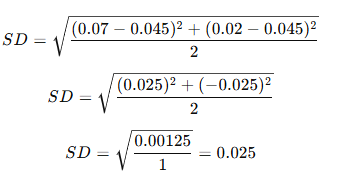 SD = √((0.07 − 0.045)² + (0.02 − 0.045)² / 2)
SD = √((0.025)² + (−0.025)² / 2)
SD = √(0.00125 / 1) = 0.025